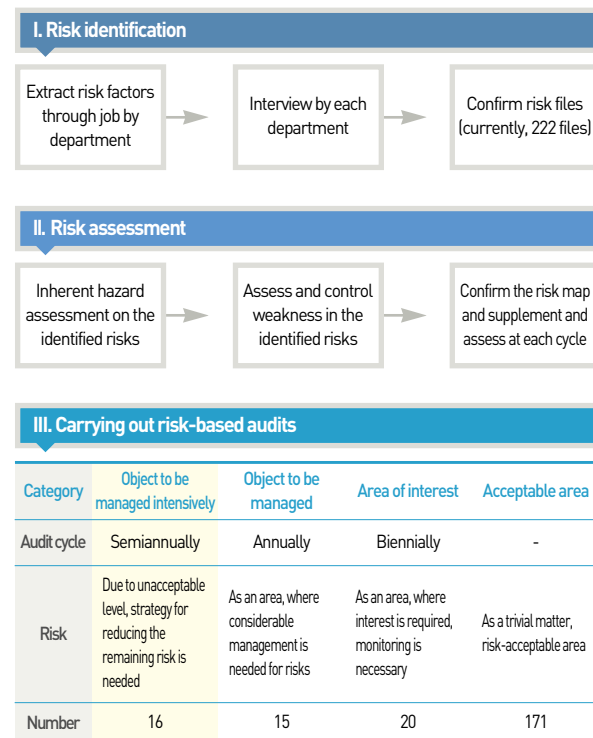 I. Risk identification
Extract risk factors
through job by
department
Interview by each
department
Confirm risk files
(currently, 222 files)
II. Risk assessment
Inherent hazard
assessment on the
identified risks
Assess and control
weakness in the
identified risks
Confirm the risk map
and supplement and
assess at each cycle
III. Carrying out risk-based audits
Category
Object to be
managed intensively
Object to be
managed
Area of interest
Acceptable area
Audit cycle
Semiannually
Annually
Biennially
-
Risk
Due to unacceptable
level, strategy for
reducing the
remaining risk is
needed
As an area, where
considerable
management is
needed for risks
As an area, where
interest is required,
monitoring is
necessary
As a trivial matter,
risk-acceptable area
Number
16
15
20
171